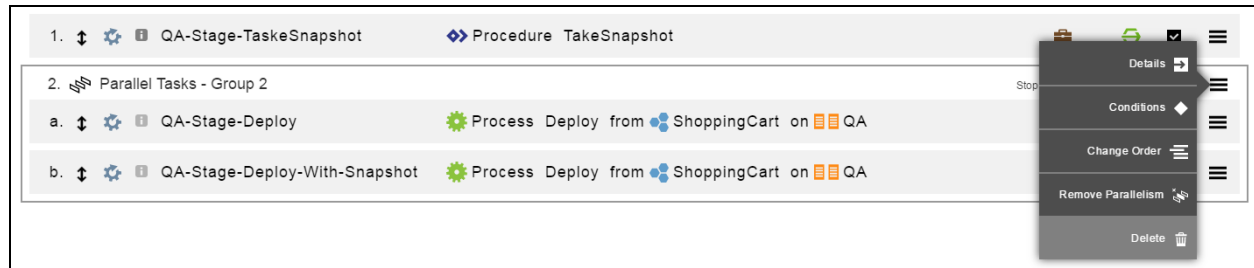 1. QA-Stage-TaskeSnapshot Procedure TakeSnapshot
Details
2. Parallel Tasks - Group 2 Stop
Conditions
a. QA-Stage-Deploy Process Deploy from ShoppingCart on QA
Change Order
b. QA-Stage-Deploy-With-Snapshot Process Deploy from ShoppingCart on QA
Remove Parallelism
Delete